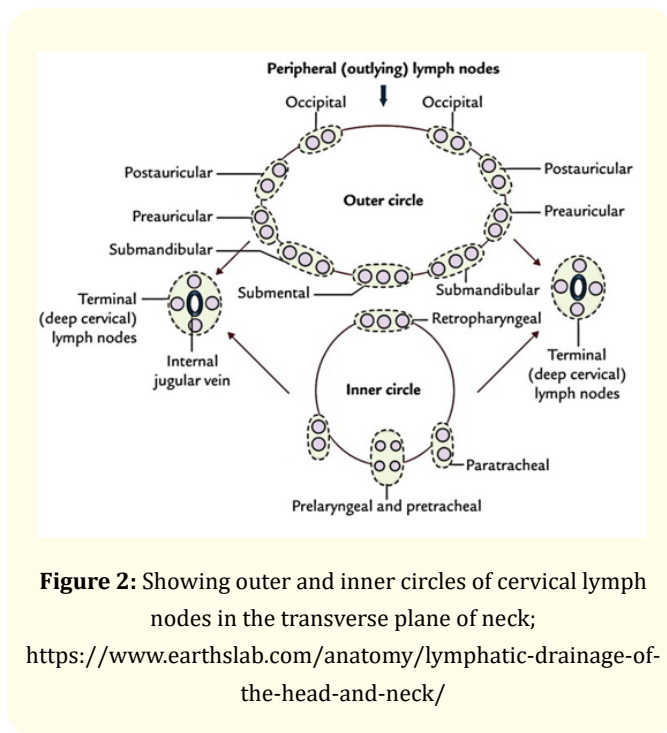 Peripheral (outlying) lymph nodes
Occipital
Occipital
Postauricular
Postauricular
Outer circle
Preauricular
Preauricular
Submandibular
Submental
Submandibular
Terminal
(deep cervical)
lymph nodes
Retropharyngeal
Internal
jugular vein
Terminal
(deep cervical)
lymph nodes
Inner circle
Paratracheal
Prelaryngeal and pretracheal
Figure 2: Showing outer and inner circles of cervical lymph
nodes in the transverse plane of neck;
https://www.earthslab.com/anatomy/lymphatic-drainage-of-
the-head-and-neck/